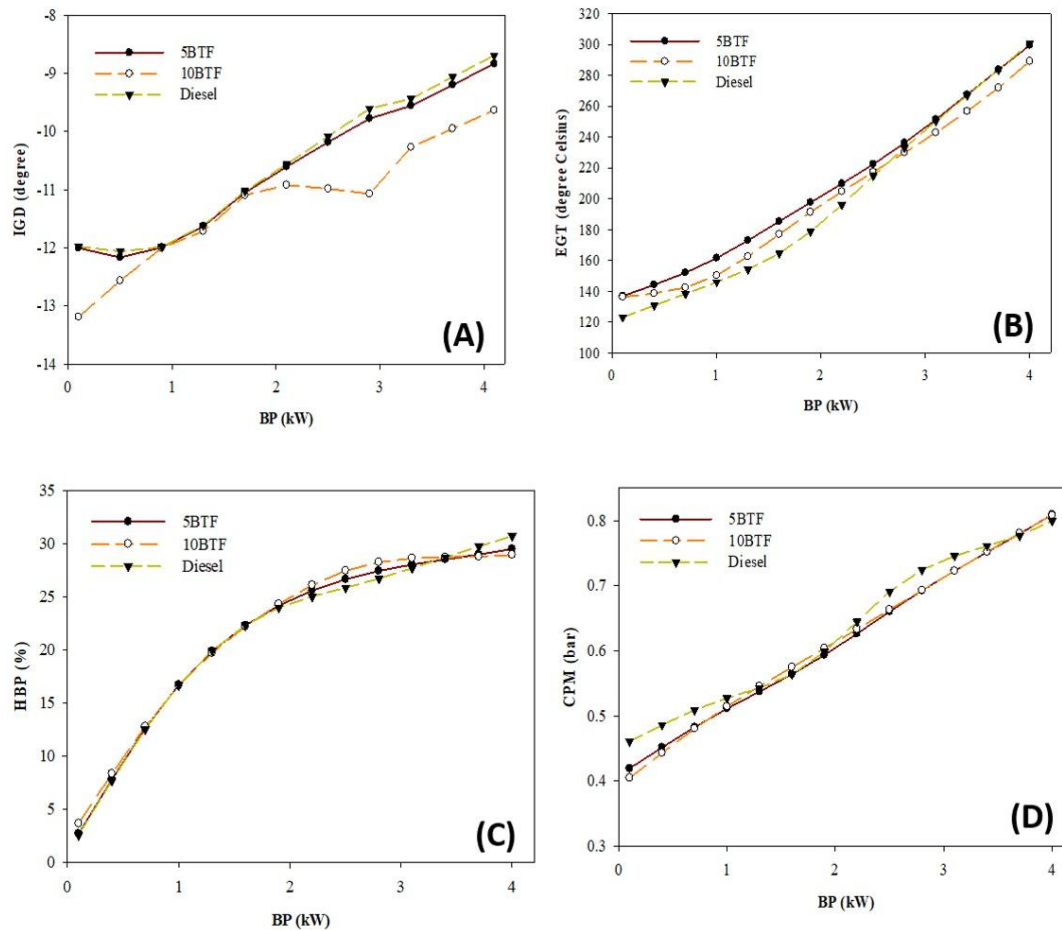 (A)
IGD (degree)
-8
-9
-10
-11
-12
-13
-14
5BTF
10BTF
Diesel
0 1 2 3 4
BP (kW)
(B)
EGT (degree Celsius)
320
300
280
260
240
220
200
180
160
140
120
100
5BTF
10BTF
Diesel
0 1 2 3 4
BP (kW)
(C)
HBP (%)
35
30
25
20
15
10
5
0
5BTF
10BTF
Diesel
0 1 2 3 4
BP (kW)
(D)
CPM (bar)
0.8
0.7
0.6
0.5
0.4
0.3
5BTF
10BTF
Diesel
0 1 2 3 4
BP (kW)